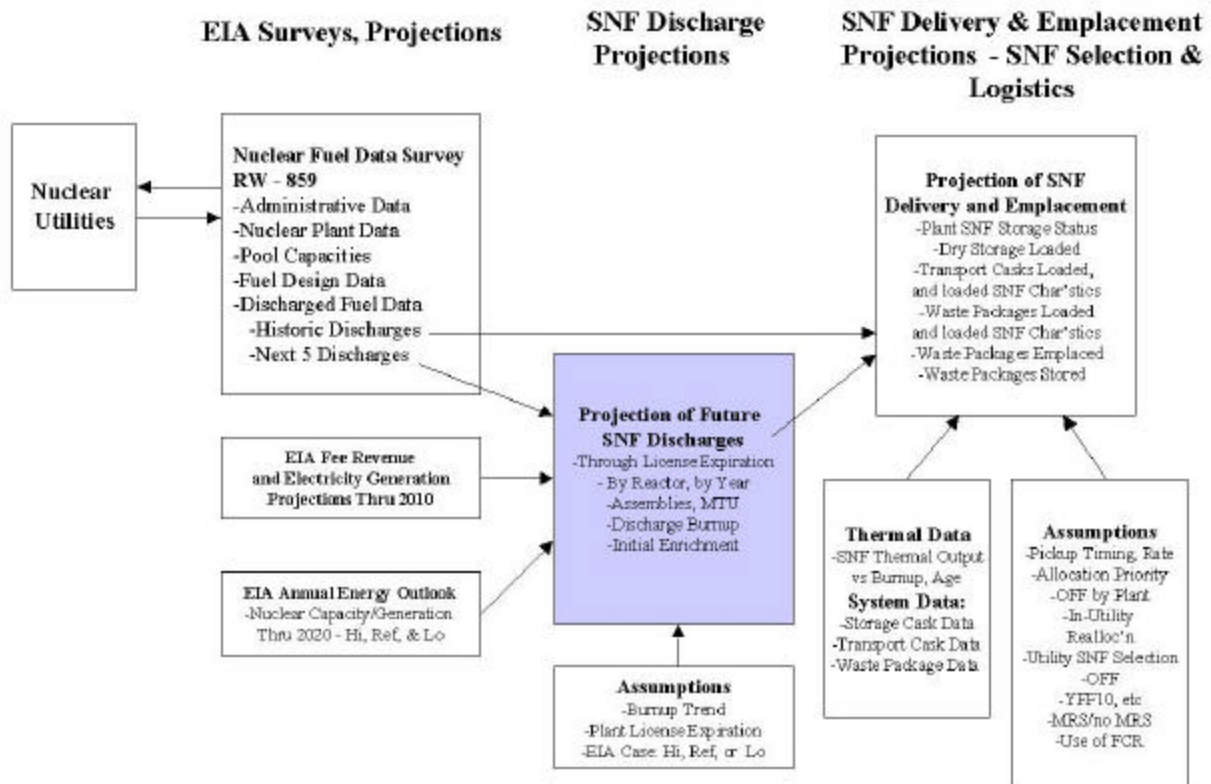 EIA Surveys, Projections
SNF Discharge
Projections
SNF Delivery & Emplacement
Projections - SNF Selection &
Logistics
Nuclear
Utilities
Nuclear Fuel Data Survey
RW - 859
-Administrative Data
-Nuclear Plant Data
-Pool Capacities
-Fuel Design Data
-Discharged Fuel Data
-Historic Discharges
-Next 5 Discharges
EIA Fee Revenue
and Electricity Generation
Projections Thru 2010
EIA Annual Energy Outlook
-Nuclear Capacity/Generation
Thru 2020 - Hi, Ref, & Lo
Projection of Future
SNF Discharges
-Through License Expiration
- By Reactor, by Year
-Assemblies, MTU
-Discharge Burnup
-Initial Enrichment
Assumptions
-Burnup Trend
-Plant License Expiration
-EIA Case: Hi, Ref, or Lo
Projection of SNF
Delivery and Emplacement
-Plant SNF Storage Status
-Dry Storage Loaded
-Transport Casks Loaded,
and loaded SNF Char'stics
-Waste Packages Loaded
and loaded SNF Char'stics
-Waste Packages Emplaced
-Waste Packages Stored
Thermal Data
-SNF Thermal Output
vs Burnup, Age
System Data:
-Storage Cask Data
-Transport Cask Data
-Waste Package Data
Assumptions
-Pickup Timing, Rate
-Allocation Priority
-OFF by Plant
-In-Utility
Realloc'n
-Utility SNF Selection
-OFF
-YFF10, etc
-MRS/no MRS
-Use of FCR